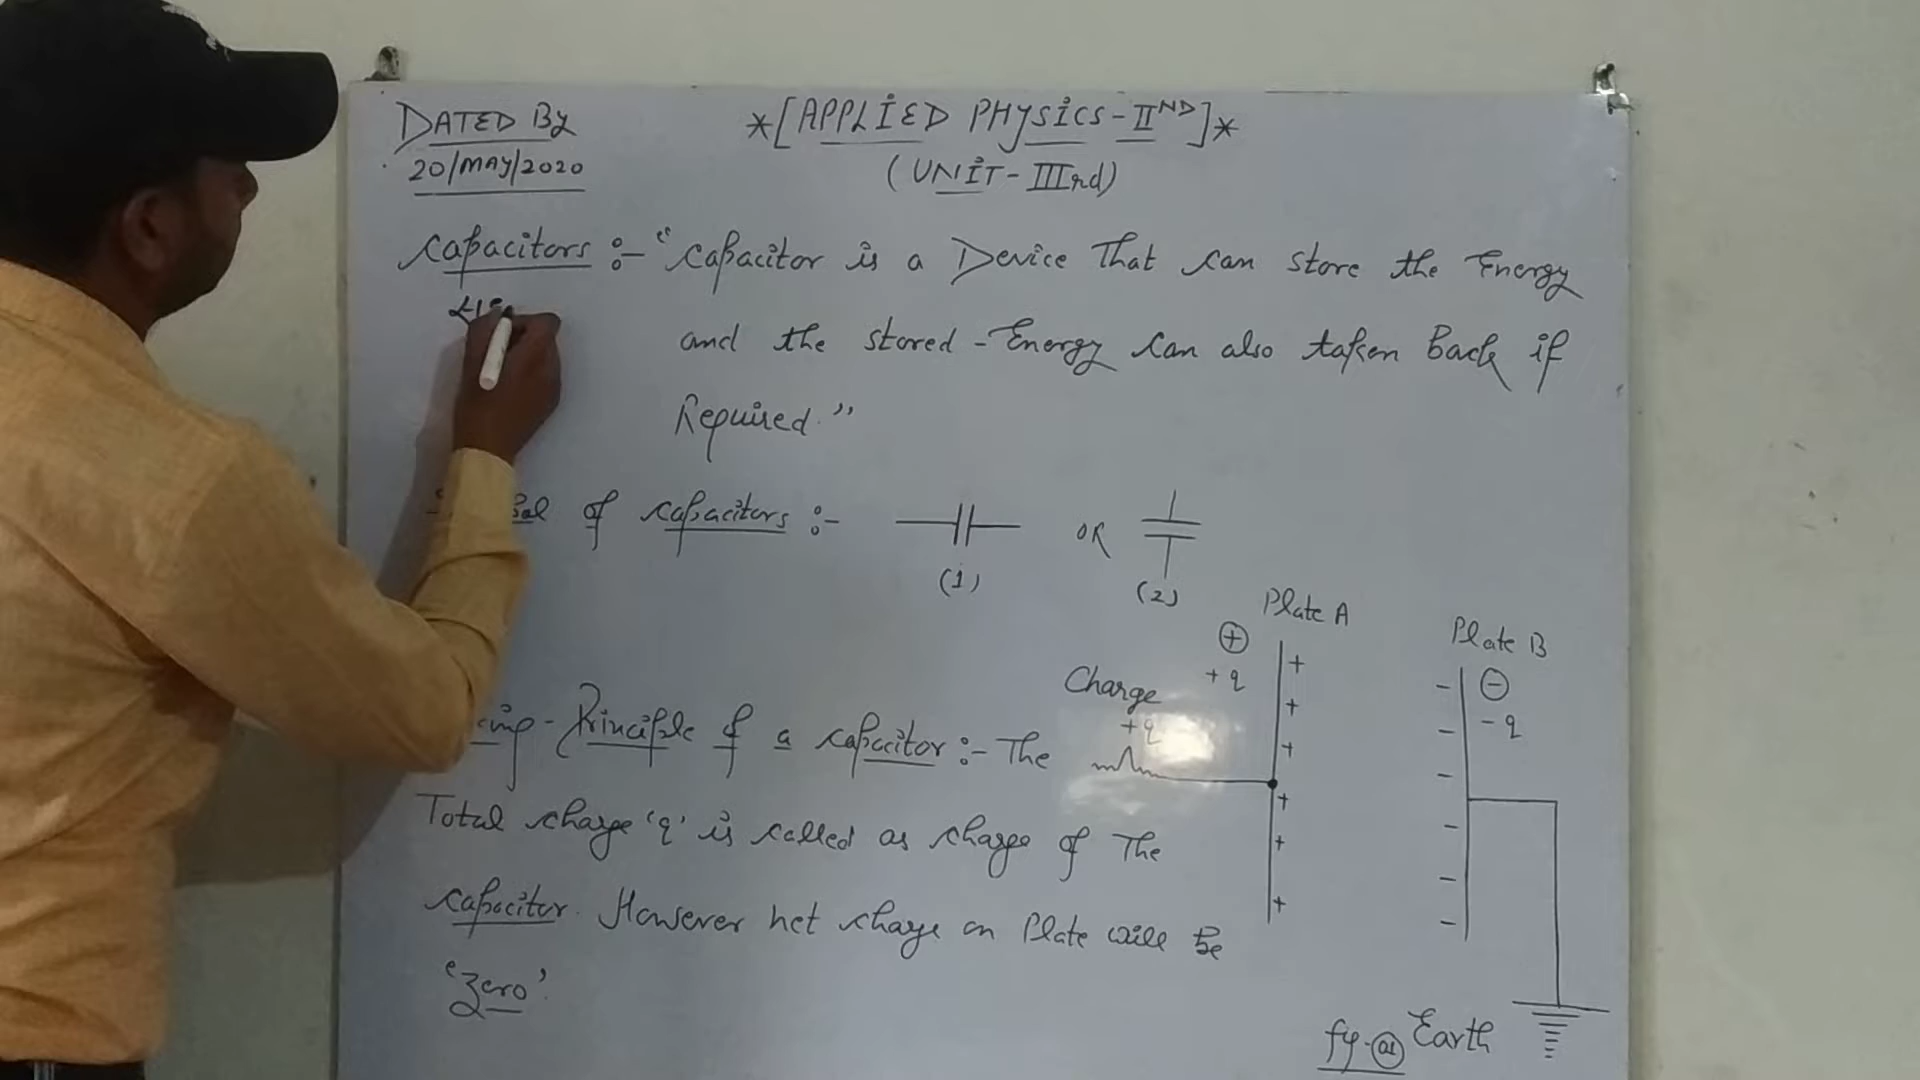 DATED By
20/MAY/2020
*[APPLIED PHYSICS-II ND]*
(UNIT-IIIrd)
Capacitors :- "Capacitor is a Device That can store the Energy
and the stored-Energy can also taken Back if
Required."
of capacitors :-
(1)
OR
(2)
Plate A
+
+q
+
+
+
+
+
+
Plate B
-
-q
-
-
-
-
-
-
Charge
+q
Principle of a capacitor :- The
Total charge 'q' is called as charge of The
capacitor. However net charge on Plate will be
'Zero'.
fig-01 Earth